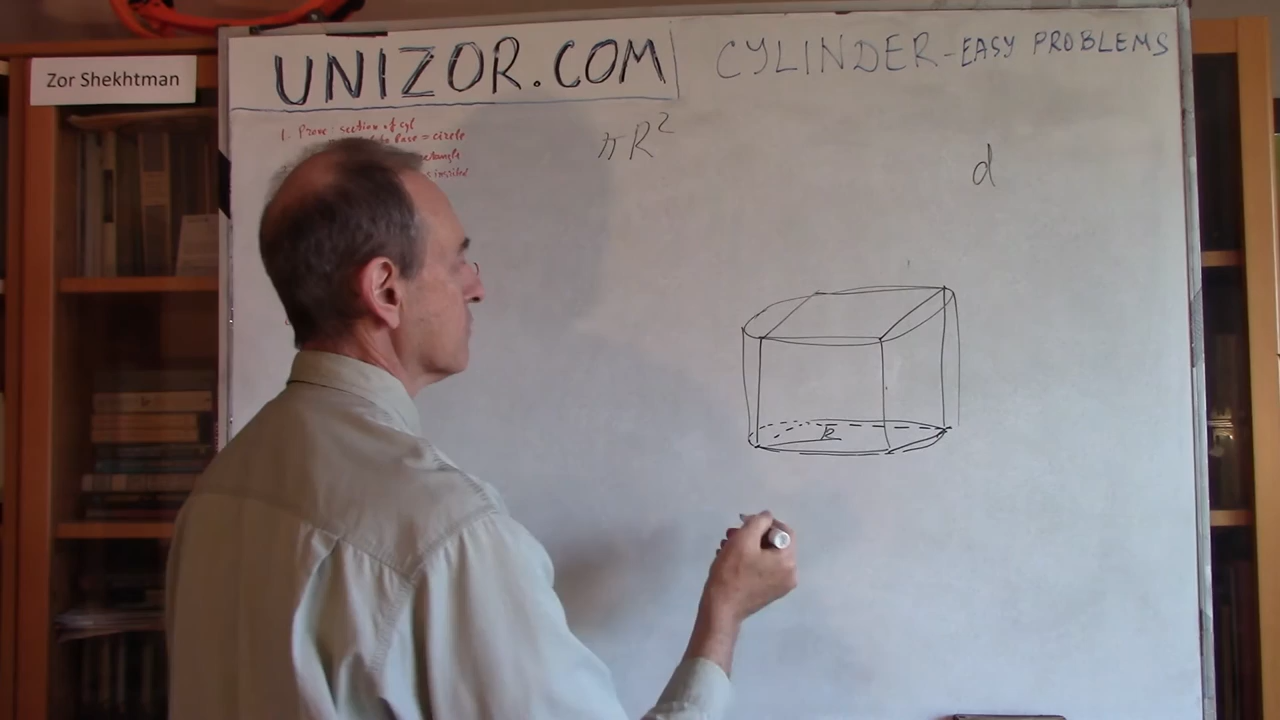 Zor Shekhtman
UNIZOR.COM
CYLINDER-EASY PROBLEMS
1. Prove: section of cyl
base = circle
πR²
d
R